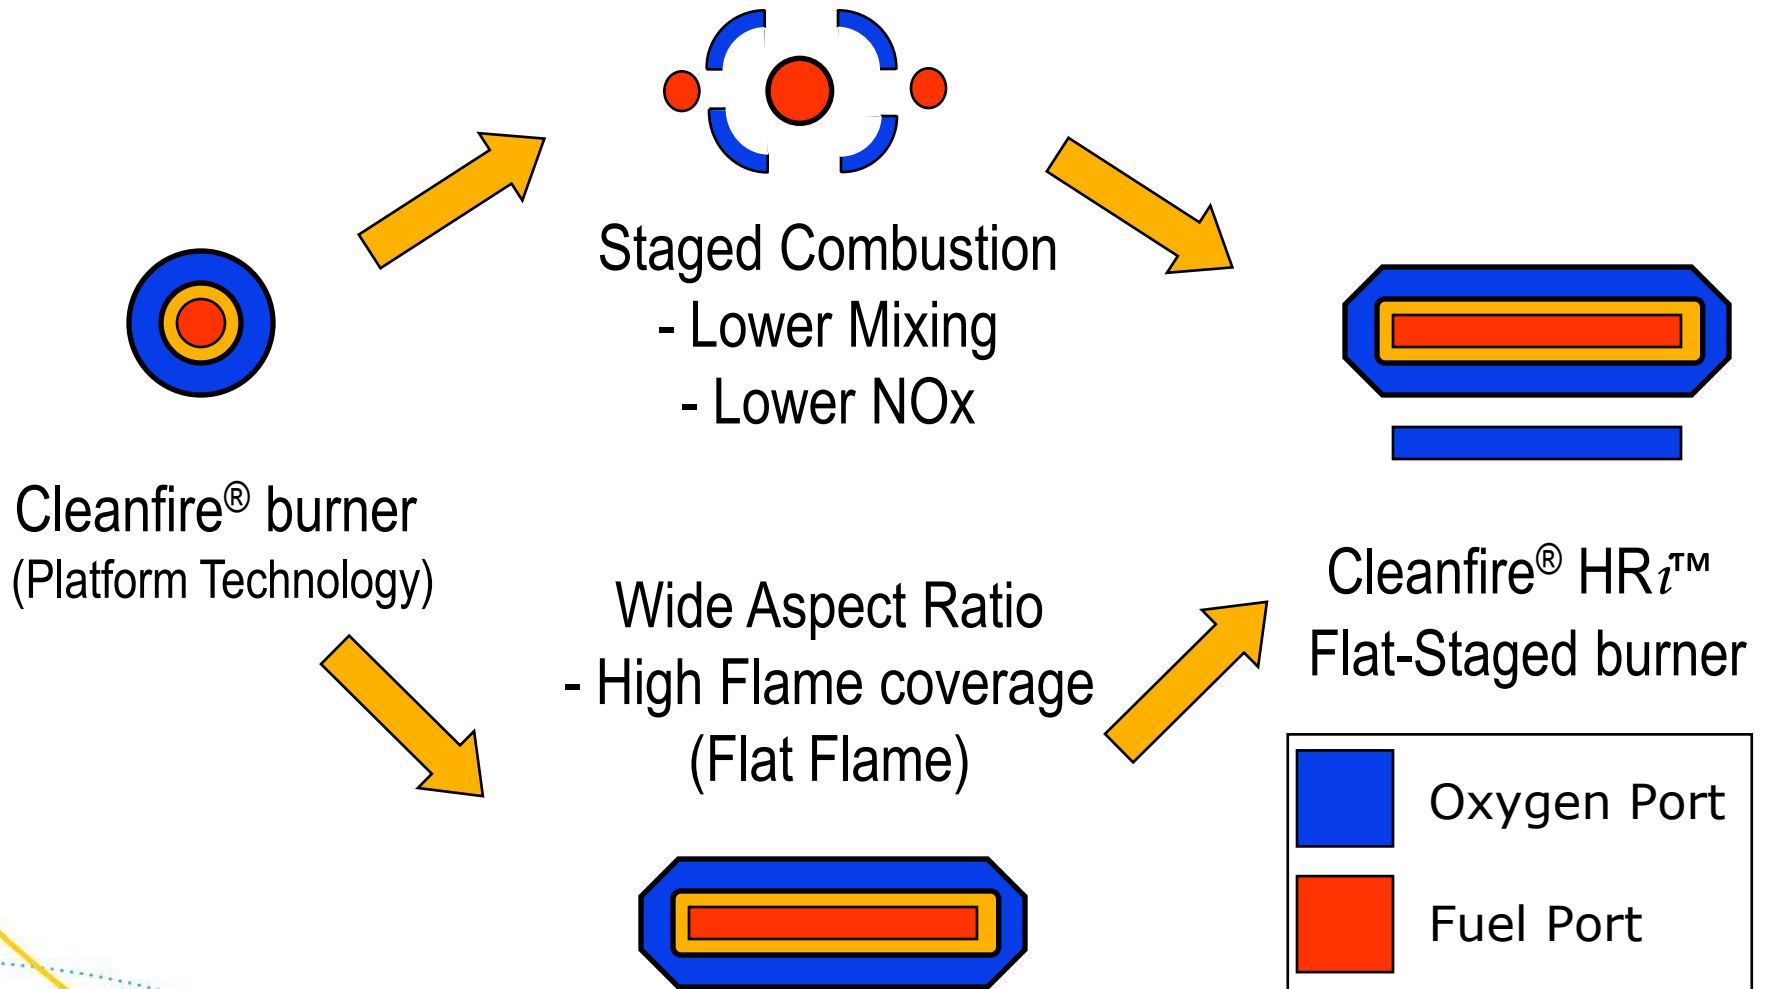 Staged Combustion
- Lower Mixing
- Lower NOx
Cleanfire® burner
(Platform Technology)
Wide Aspect Ratio
- High Flame coverage
(Flat Flame)
Cleanfire® HRi™
Flat-Staged burner
Oxygen Port
Fuel Port